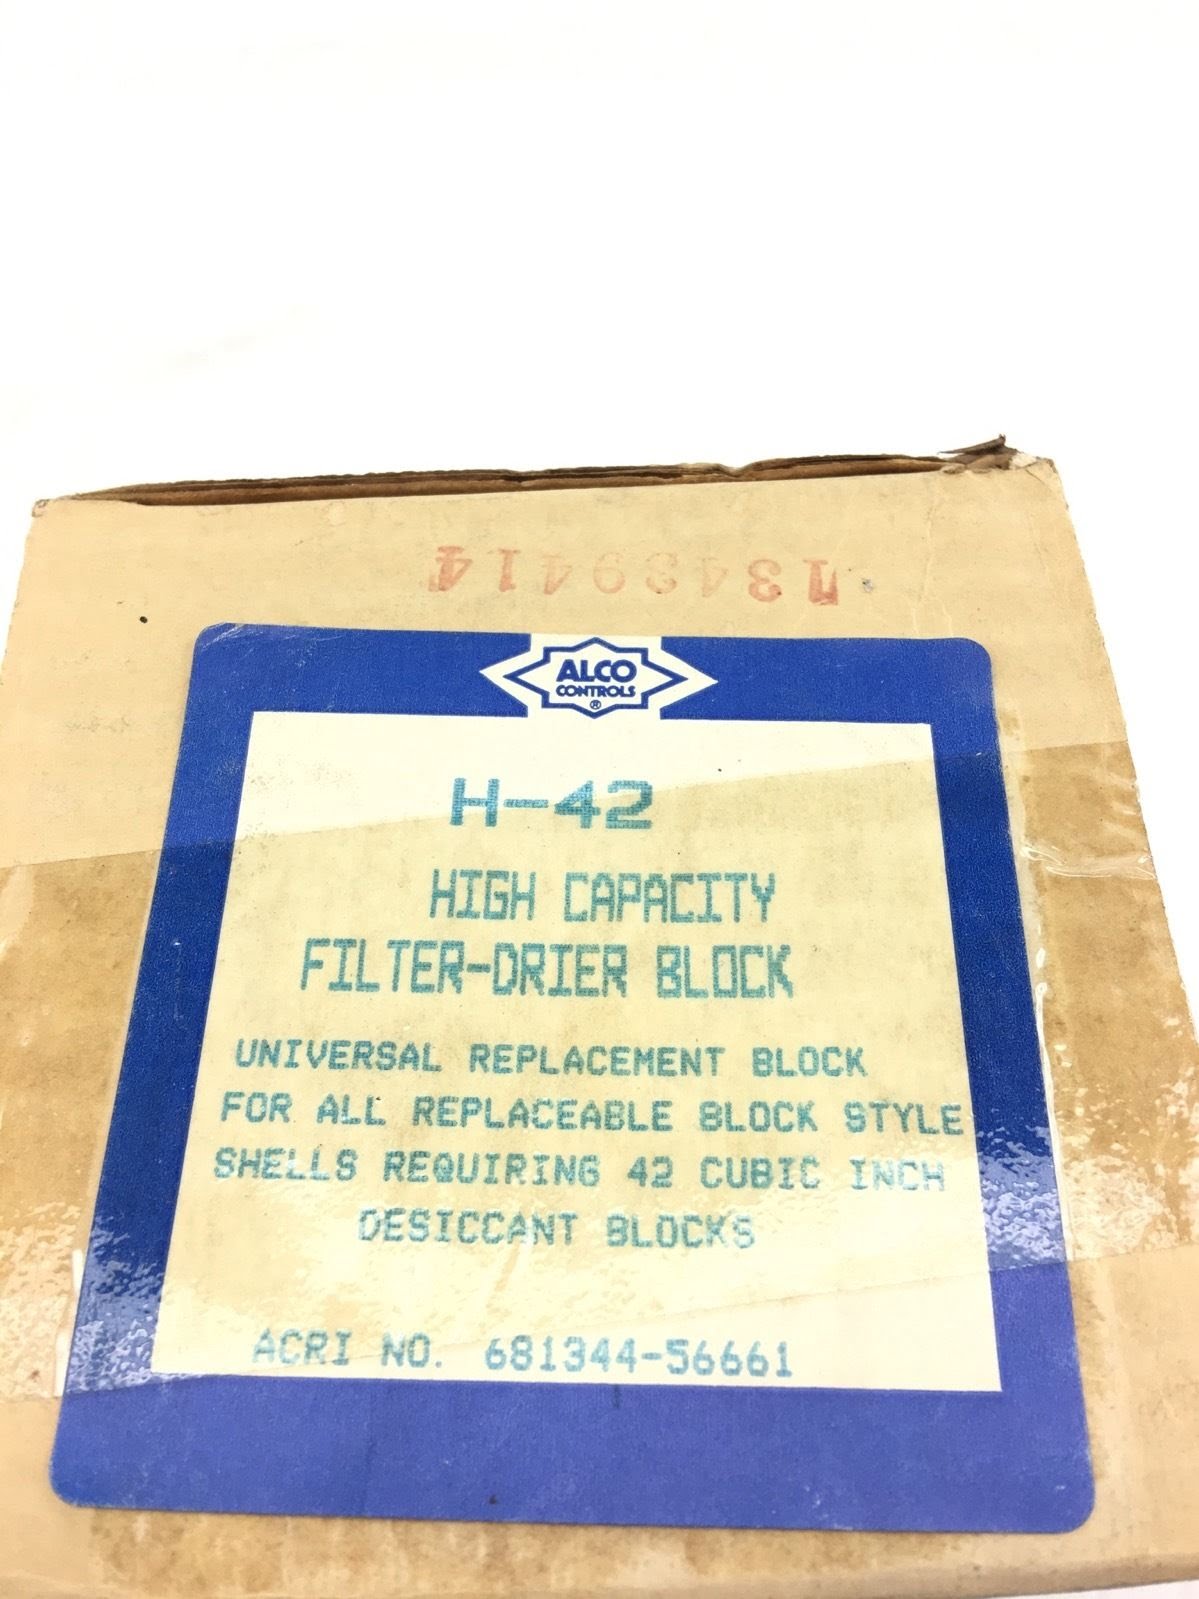 13439414
ALCO
CONTROLS
®
H-42
HIGH CAPACITY
FILTER-DRIER BLOCK
UNIVERSAL REPLACEMENT BLOCK
FOR ALL REPLACEABLE BLOCK STYLE
SHELLS REQUIRING 42 CUBIC INCH
DESICCANT BLOCKS
ACRI NO. 681344-56661